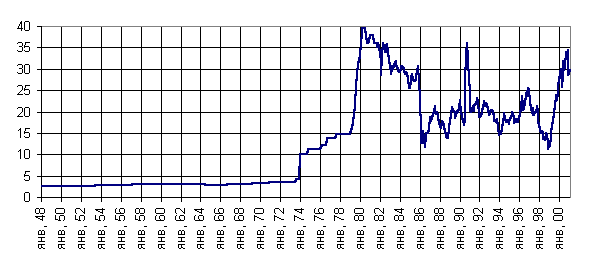 40
35
30
25
20
15
10
5
0
янв, 48
янв, 50
янв, 52
янв, 54
янв, 56
янв, 58
янв, 60
янв, 62
янв, 64
янв, 66
янв, 68
янв, 70
янв, 72
янв, 74
янв, 76
янв, 78
янв, 80
янв, 82
янв, 84
янв, 86
янв, 88
янв, 90
янв, 92
янв, 94
янв, 96
янв, 98
янв, 00